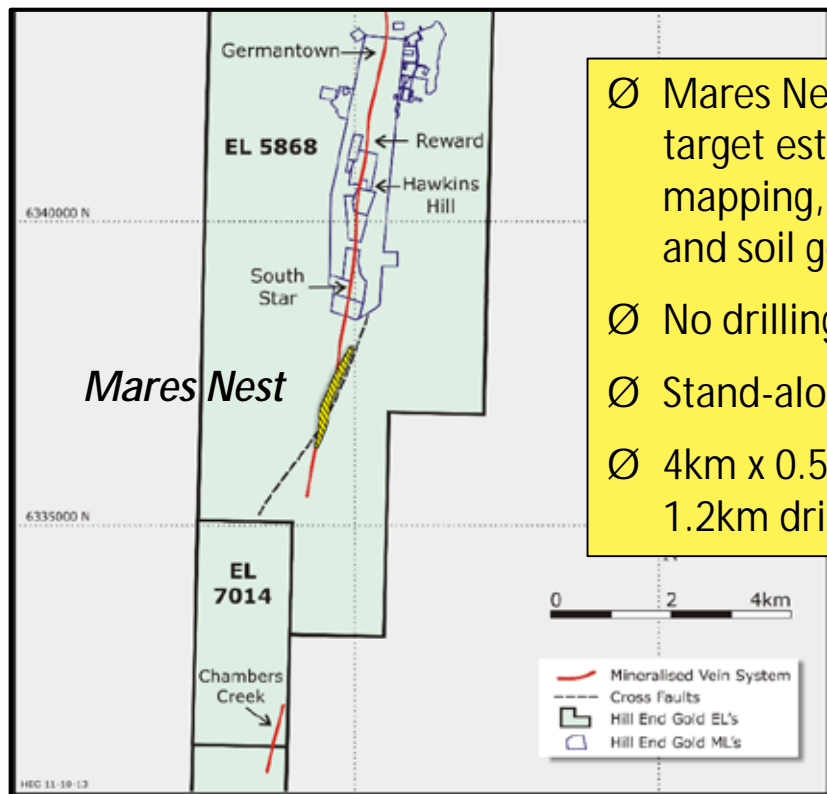 Germantown
EL 5868
Reward
Hawkins
Hill
6340000 N
South
Star
Mares Nest
6335000 N
EL
7014
Chambers
Creek
Ø Mares Ne
target est
mapping,
and soil g
Ø No drilling
Ø Stand-alo
Ø 4km x 0.5
1.2km dri
N
0 2 4km
Mineralised Vein System
Cross Faults
Hill End Gold EL's
Hill End Gold ML's
HEG 11-10-13